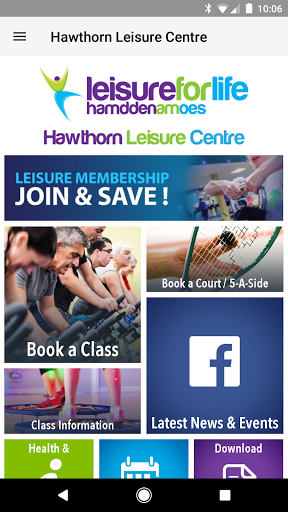 10:06
Hawthorn Leisure Centre
leisureforlife
hamddenamoes
Hawthorn Leisure Centre
LEISURE MEMBERSHIP
JOIN & SAVE !
Book a Class
Book a Court / 5-A-Side
Class Information
Latest News & Events
Health &
Download